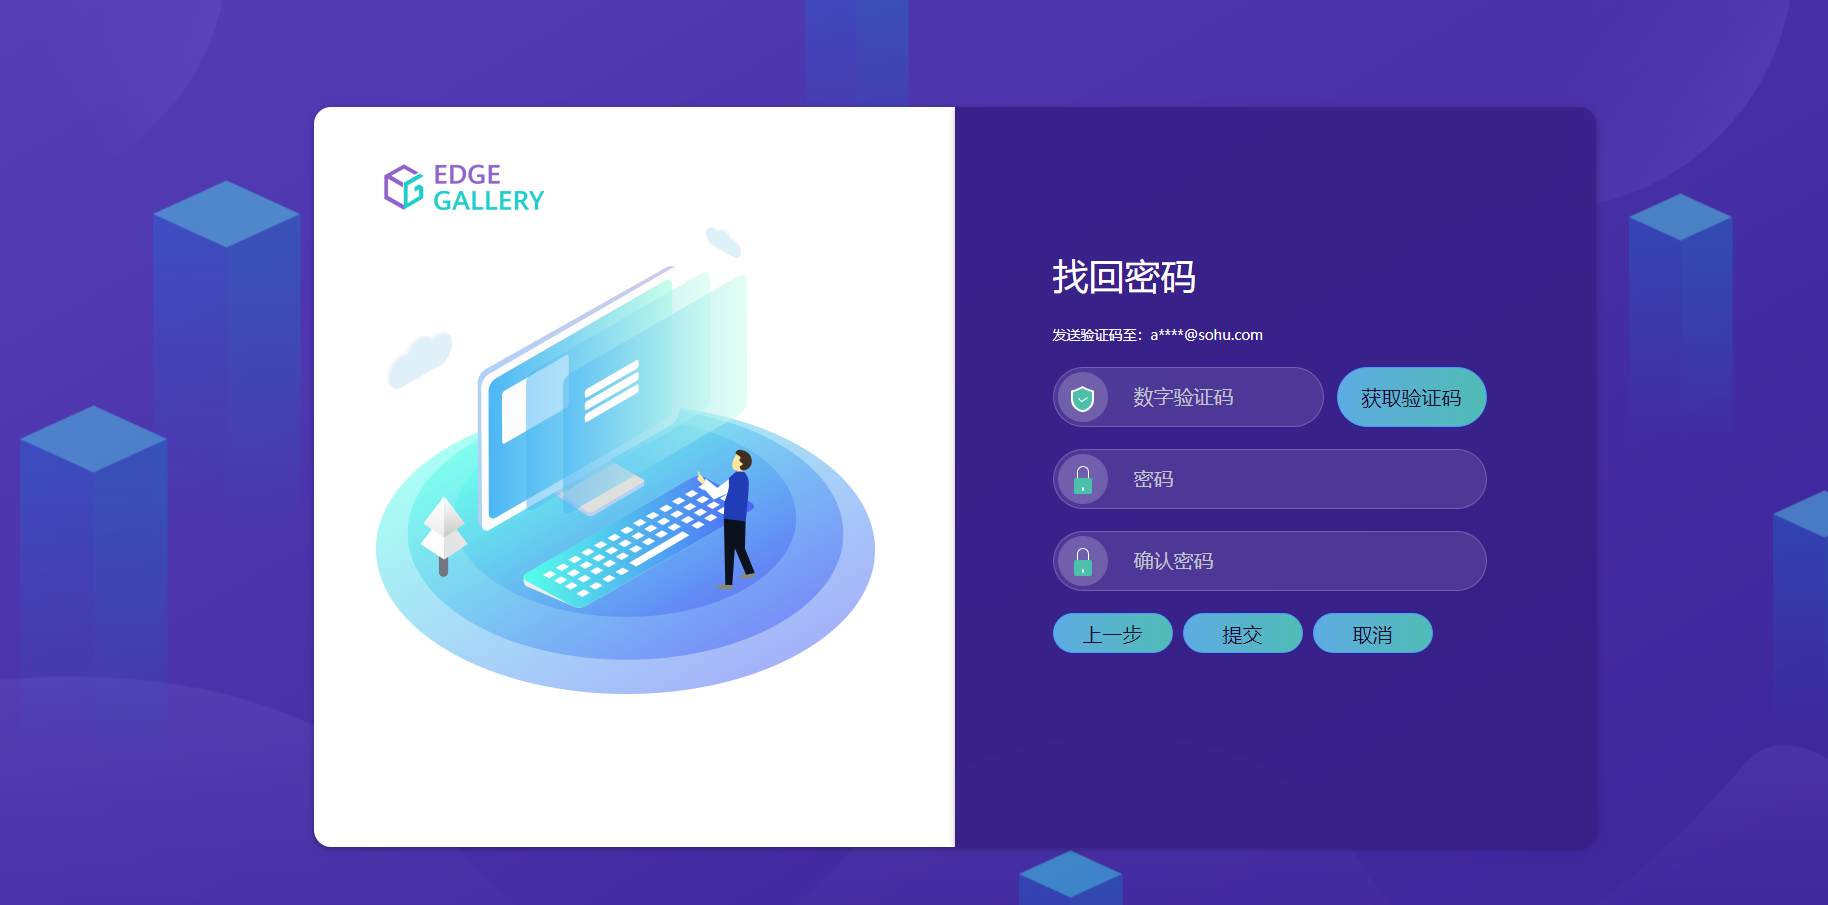 EDGE
GALLERY
找回密码
发送验证码至：a****@sohu.com
数字验证码
获取验证码
密码
确认密码
上一步
提交
取消